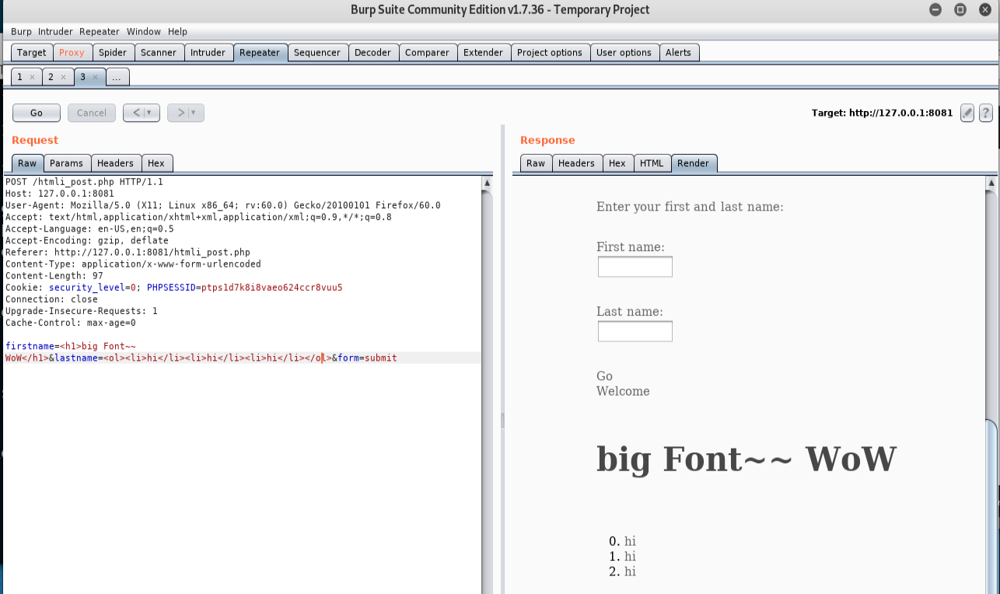 Burp Suite Community Edition v1.7.36 - Temporary Project
Burp Intruder Repeater Window Help
Target Proxy Spider Scanner Intruder Repeater Sequencer Decoder Comparer Extender Project options User options Alerts
1 × 2 × 3 × ...
Go Cancel < > Target: http://127.0.0.1:8081 ?
Request
Raw Params Headers Hex
POST /htmli_post.php HTTP/1.1
Host: 127.0.0.1:8081
User-Agent: Mozilla/5.0 (X11; Linux x86_64; rv:60.0) Gecko/20100101 Firefox/60.0
Accept: text/html,application/xhtml+xml,application/xml;q=0.9,*/*;q=0.8
Accept-Language: en-US,en;q=0.5
Accept-Encoding: gzip, deflate
Referer: http://127.0.0.1:8081/htmli_post.php
Content-Type: application/x-www-form-urlencoded
Content-Length: 97
Cookie: security_level=0; PHPSESSID=ptps1d7k8i8vaeo624ccr8vuu5
Connection: close
Upgrade-Insecure-Requests: 1
Cache-Control: max-age=0
firstname=<h1>big Font~~
WoW</h1>&lastname=<ol><li>hi</li><li>hi</li><li>hi</li></ol>&form=submit
Response
Raw Headers Hex HTML Render
Enter your first and last name:
First name:
Last name:
Go
Welcome
big Font~~ WoW
0. hi
1. hi
2. hi